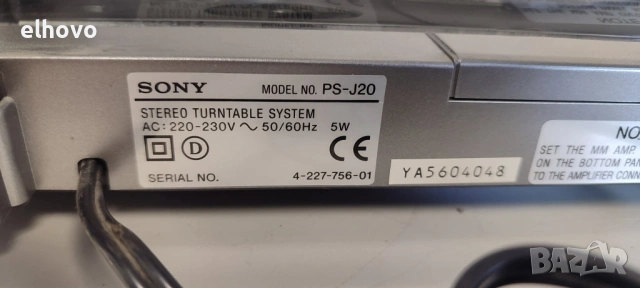 elhovo
SONY MODEL NO. PS-J20
STEREO TURNTABLE SYSTEM
AC: 220-230V ~ 50/60Hz 5W
D CE
SERIAL NO. 4-227-756-01
YA5604048
NO
SET THE MM AMP
ON THE BOTTOM PAN
TO THE AMPLIFIER CONN
BAZAR